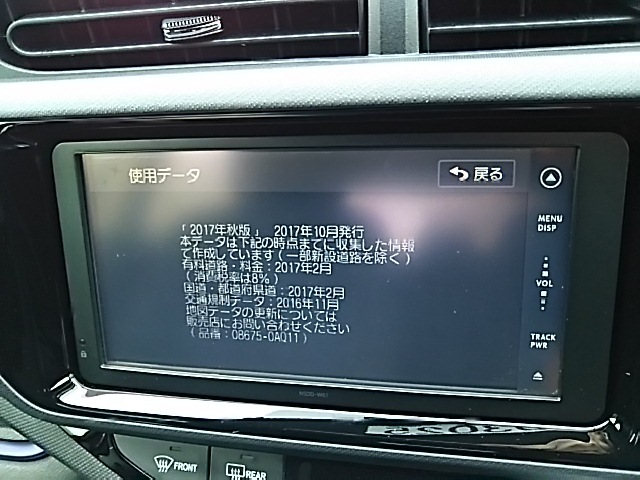 使用データ
戻る
「2017年秋版」 2017年10月発行
本データは下記の時点までに収集した情報
で作成しています(一部新設道路を除く)
有料道路・料金:2017年2月
(消費税率は8%)
国道・都道府県道:2017年2月
交通規制データ:2016年11月
地図データの更新については
販売店にお問い合わせください
(品番:08675-0AQ11)
MENU
DISP
VOL
TRACK
PWR
NSDD-W61
FRONT
REAR